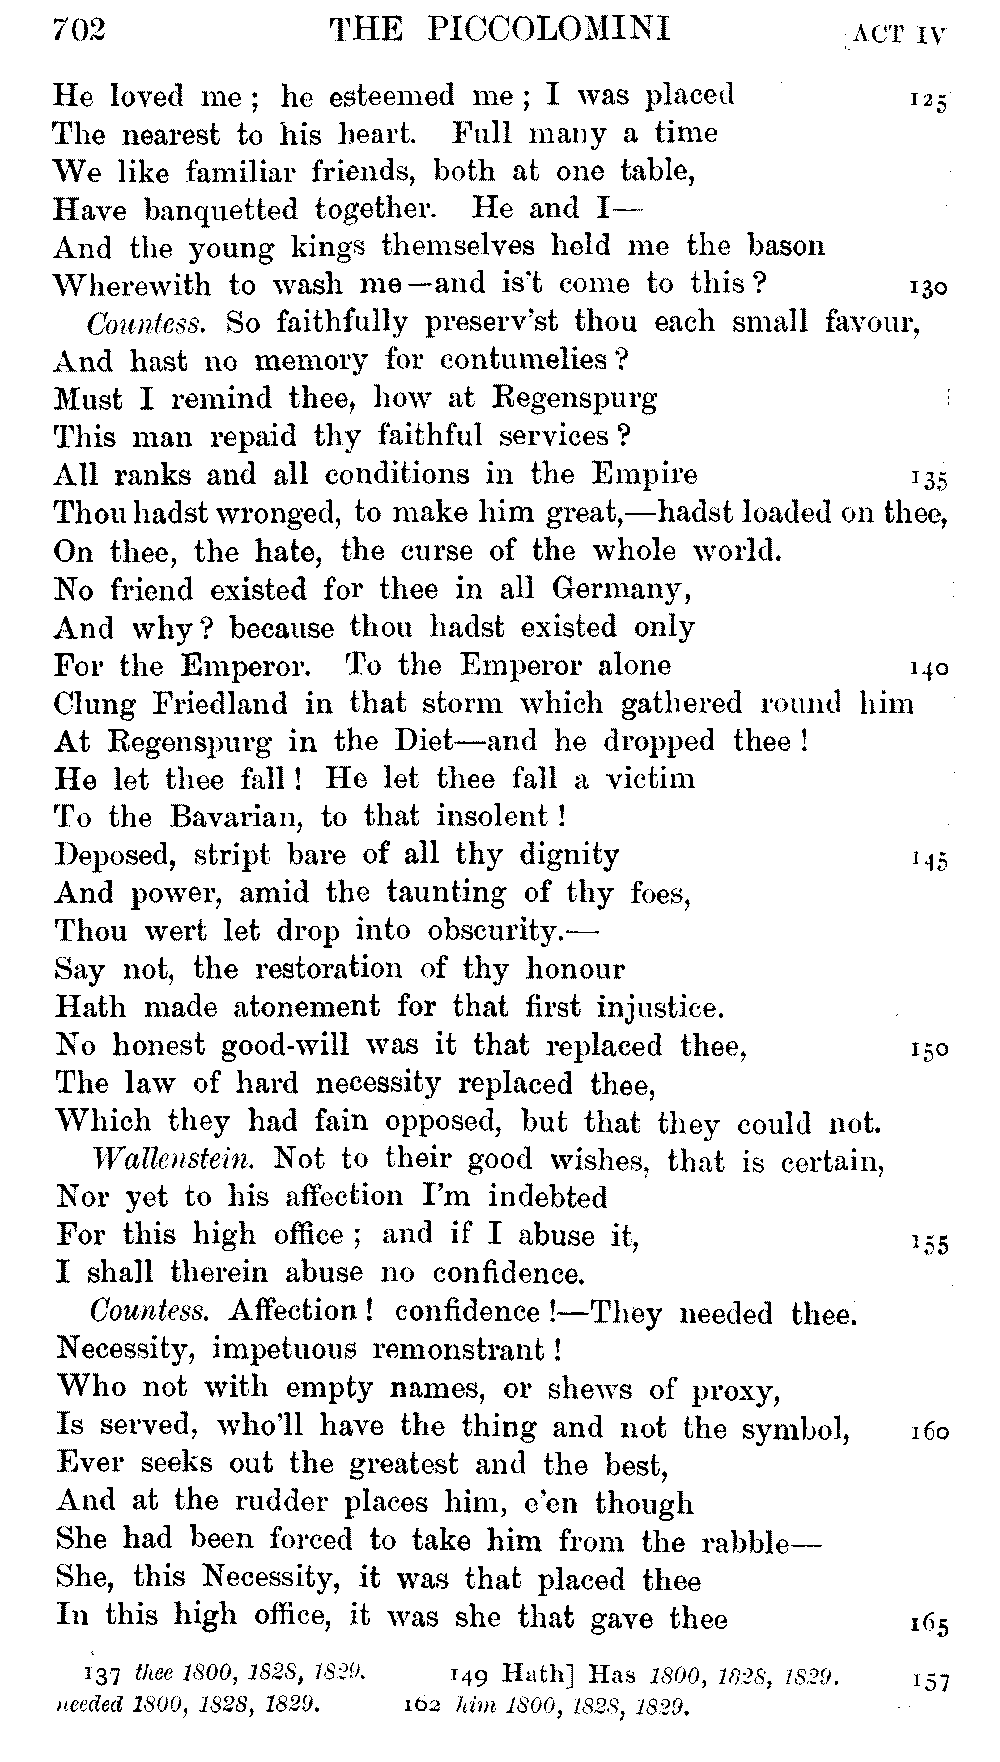 702 THE PICCOLOMINI ACT IV
He loved me ; he esteemed me ; I was placed 125
The nearest to his heart. Full many a time
We like familiar friends, both at one table,
Have banquetted together. He and I—
And the young kings themselves held me the bason
Wherewith to wash me—and is't come to this ? 130
Countess. So faithfully preserv'st thou each small favour,
And hast no memory for contumelies ?
Must I remind thee, how at Regenspurg
This man repaid thy faithful services ?
All ranks and all conditions in the Empire 135
Thou hadst wronged, to make him great,—hadst loaded on thee,
On thee, the hate, the curse of the whole world.
No friend existed for thee in all Germany,
And why ? because thou hadst existed only
For the Emperor. To the Emperor alone 140
Clung Friedland in that storm which gathered round him
At Regenspurg in the Diet—and he dropped thee !
He let thee fall ! He let thee fall a victim
To the Bavarian, to that insolent !
Deposed, stript bare of all thy dignity 145
And power, amid the taunting of thy foes,
Thou wert let drop into obscurity.—
Say not, the restoration of thy honour
Hath made atonement for that first injustice.
No honest good-will was it that replaced thee, 150
The law of hard necessity replaced thee,
Which they had fain opposed, but that they could not.
Wallenstein. Not to their good wishes, that is certain,
Nor yet to his affection I'm indebted
For this high office ; and if I abuse it, 155
I shall therein abuse no confidence.
Countess. Affection ! confidence !—They needed thee.
Necessity, impetuous remonstrant !
Who not with empty names, or shews of proxy,
Is served, who'll have the thing and not the symbol, 160
Ever seeks out the greatest and the best,
And at the rudder places him, e'en though
She had been forced to take him from the rabble—
She, this Necessity, it was that placed thee
In this high office, it was she that gave thee 165
137 thee 1800, 1828, 1829. 149 Hath] Has 1800, 1828, 1829. 157
needed 1800, 1828, 1829. 162 him 1800, 1828, 1829.